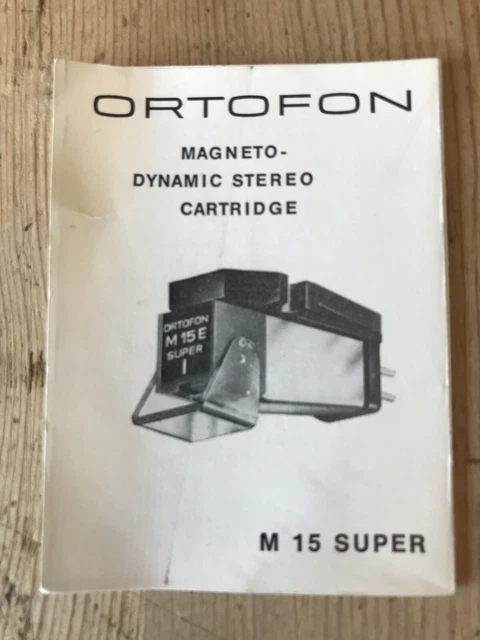 ORTOFON
MAGNETO-
DYNAMIC STEREO
CARTRIDGE
ORTOFON
M 15 E
SUPER
M 15 SUPER